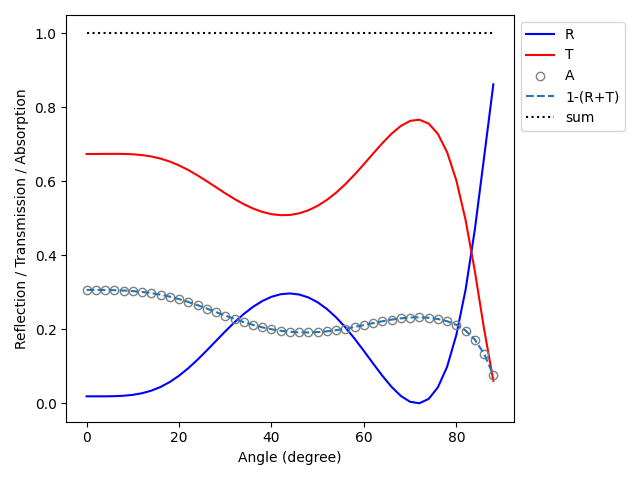 1.0
0.8
0.6
0.4
0.2
0.0
Reflection / Transmission / Absorption
0
20
40
60
80
Angle (degree)
R
T
A
1-(R+T)
sum